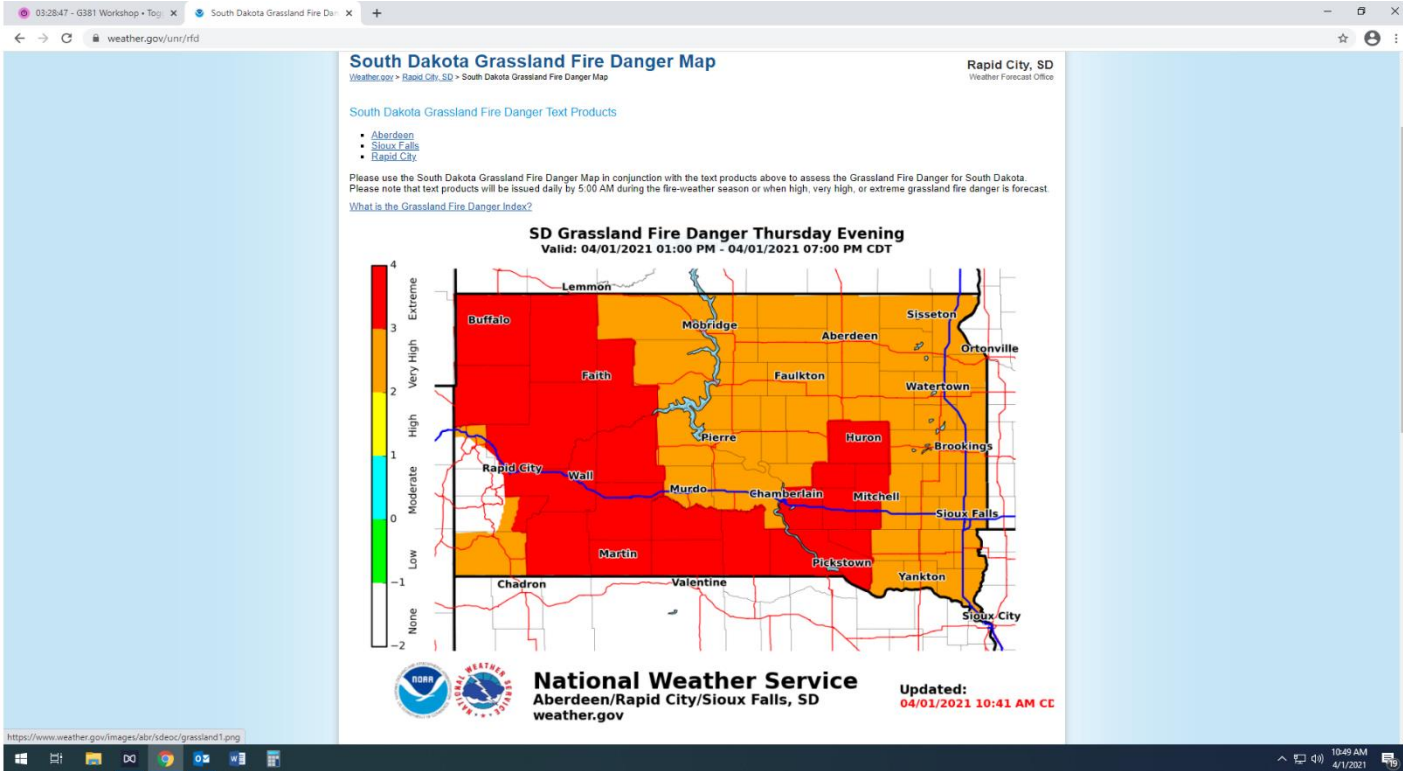 03:28:47 - G381 Workshop • Tog
South Dakota Grassland Fire Dan
weather.gov/unr/rfd
South Dakota Grassland Fire Danger Map
Rapid City, SD
Weather.gov > Rapid City, SD > South Dakota Grassland Fire Danger Map
Weather Forecast Office
South Dakota Grassland Fire Danger Text Products
Aberdeen
Sioux Falls
Rapid City
Please use the South Dakota Grassland Fire Danger Map in conjunction with the text products above to assess the Grassland Fire Danger for South Dakota.
Please note that text products will be issued daily by 5:00 AM during the fire-weather season or when high, very high, or extreme grassland fire danger is forecast.
What is the Grassland Fire Danger Index?
SD Grassland Fire Danger Thursday Evening
Valid: 04/01/2021 01:00 PM - 04/01/2021 07:00 PM CDT
4
Extreme
3
Very High
2
High
1
Moderate
0
Low
−1
None
−2
Lemmon
Buffalo
Mobridge
Sisseton
Aberdeen
Ortonville
Faith
Faulkton
Watertown
Pierre
Huron
Brookings
Rapid City
Wall
Murdo
Chamberlain
Mitchell
Sioux Falls
Martin
Pickstown
Yankton
Chadron
Valentine
Sioux City
NOAA
NATIONAL WEATHER SERVICE
National Weather Service
Aberdeen/Rapid City/Sioux Falls, SD
weather.gov
Updated:
04/01/2021 10:41 AM CD
https://www.weather.gov/images/abr/sdeoc/grassland1.png
10:49 AM
4/1/2021
19